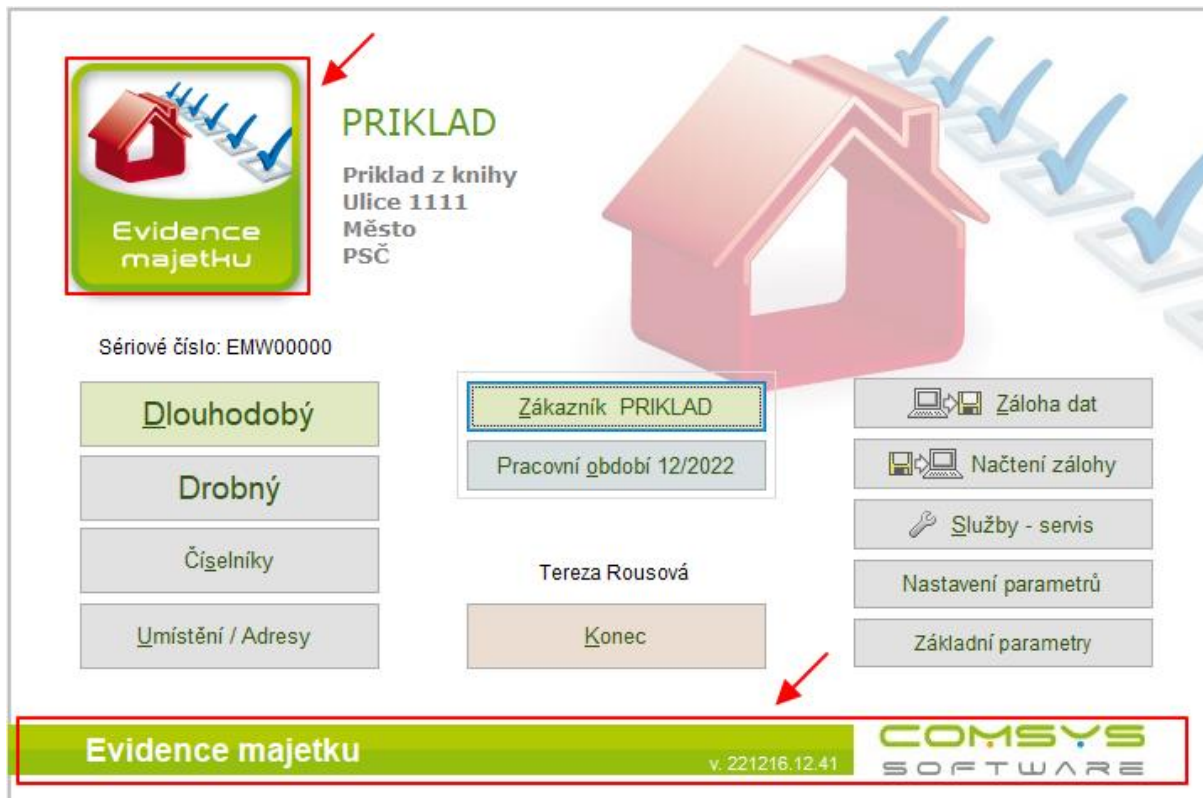 Evidence
majetku
PRIKLAD
Priklad z knihy
Ulice 1111
Město
PSČ
Sériové číslo: EMW00000
Dlouhodobý
Drobný
Číselníky
Umístění / Adresy
Zákazník PRIKLAD
Pracovní období 12/2022
Tereza Rousová
Konec
Záloha dat
Načtení zálohy
Služby - servis
Nastavení parametrů
Základní parametry
Evidence majetku
v. 221216.12.41
COMSYS
SOFTWARE